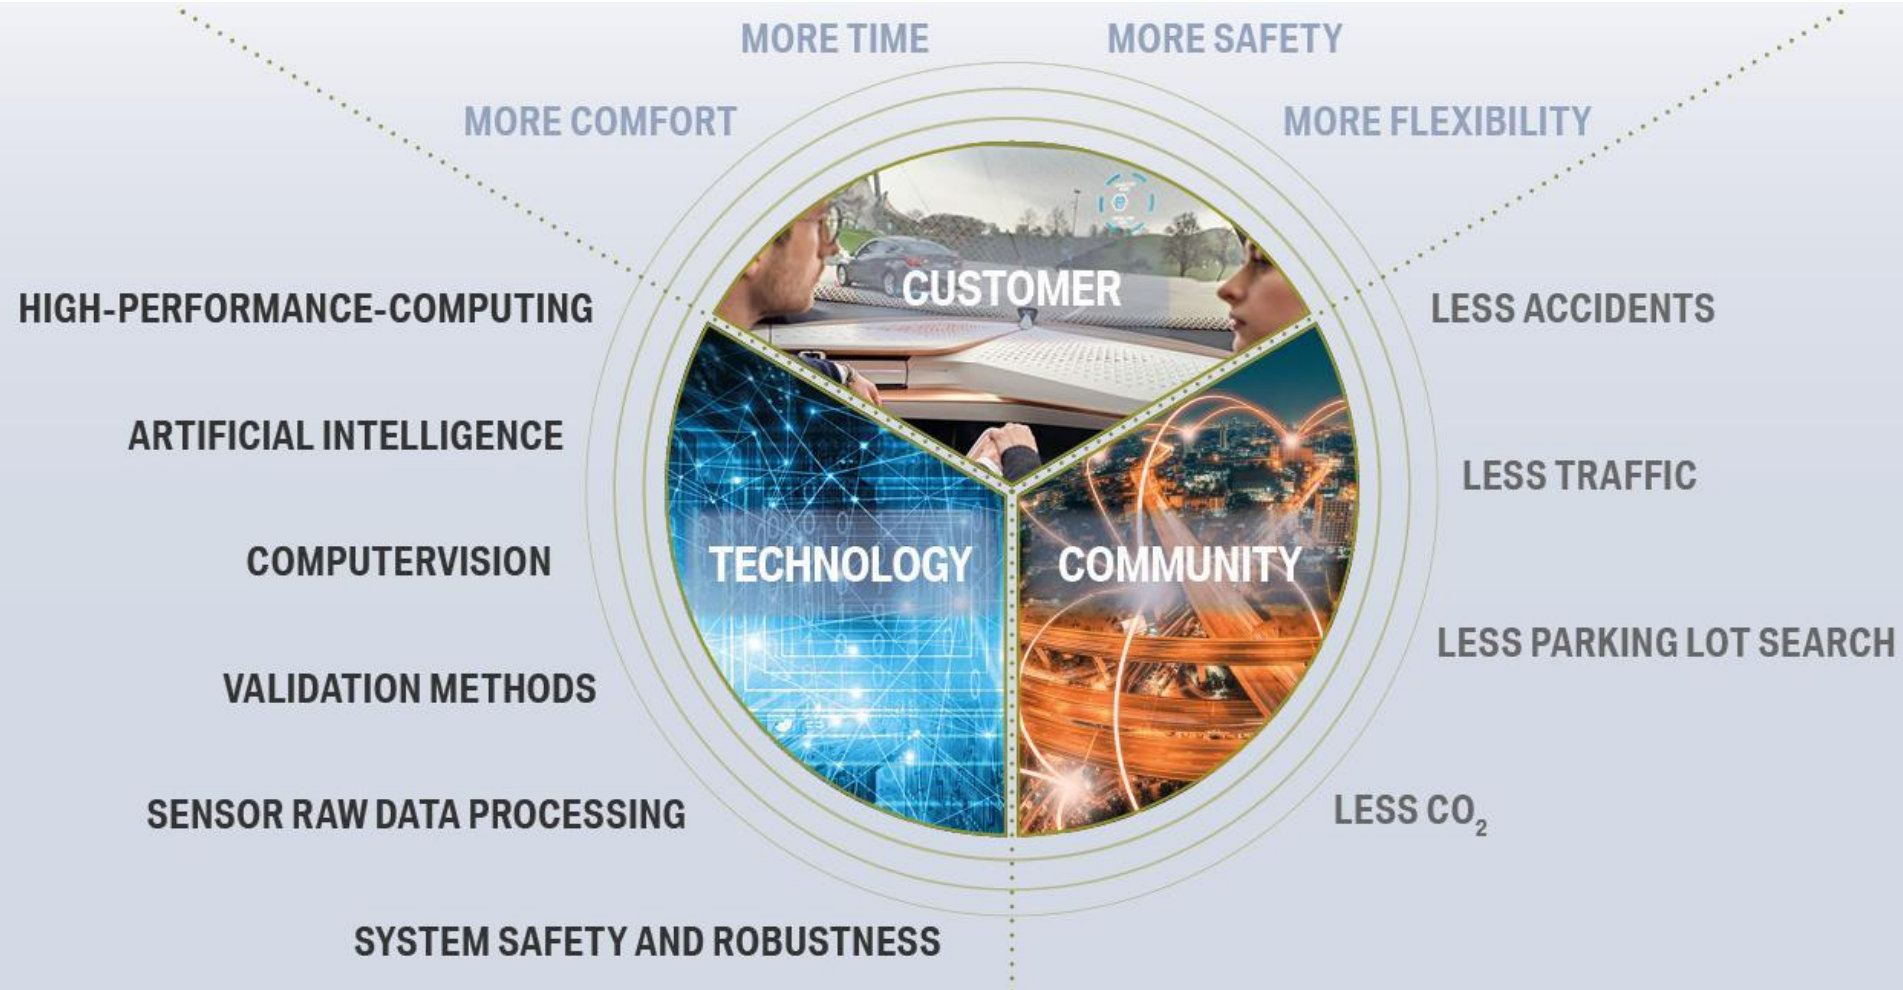 MORE TIME
MORE SAFETY
MORE COMFORT
MORE FLEXIBILITY
CUSTOMER
HIGH-PERFORMANCE-COMPUTING
ARTIFICIAL INTELLIGENCE
COMPUTERVISION
VALIDATION METHODS
SENSOR RAW DATA PROCESSING
SYSTEM SAFETY AND ROBUSTNESS
TECHNOLOGY
COMMUNITY
LESS ACCIDENTS
LESS TRAFFIC
LESS PARKING LOT SEARCH
LESS CO₂